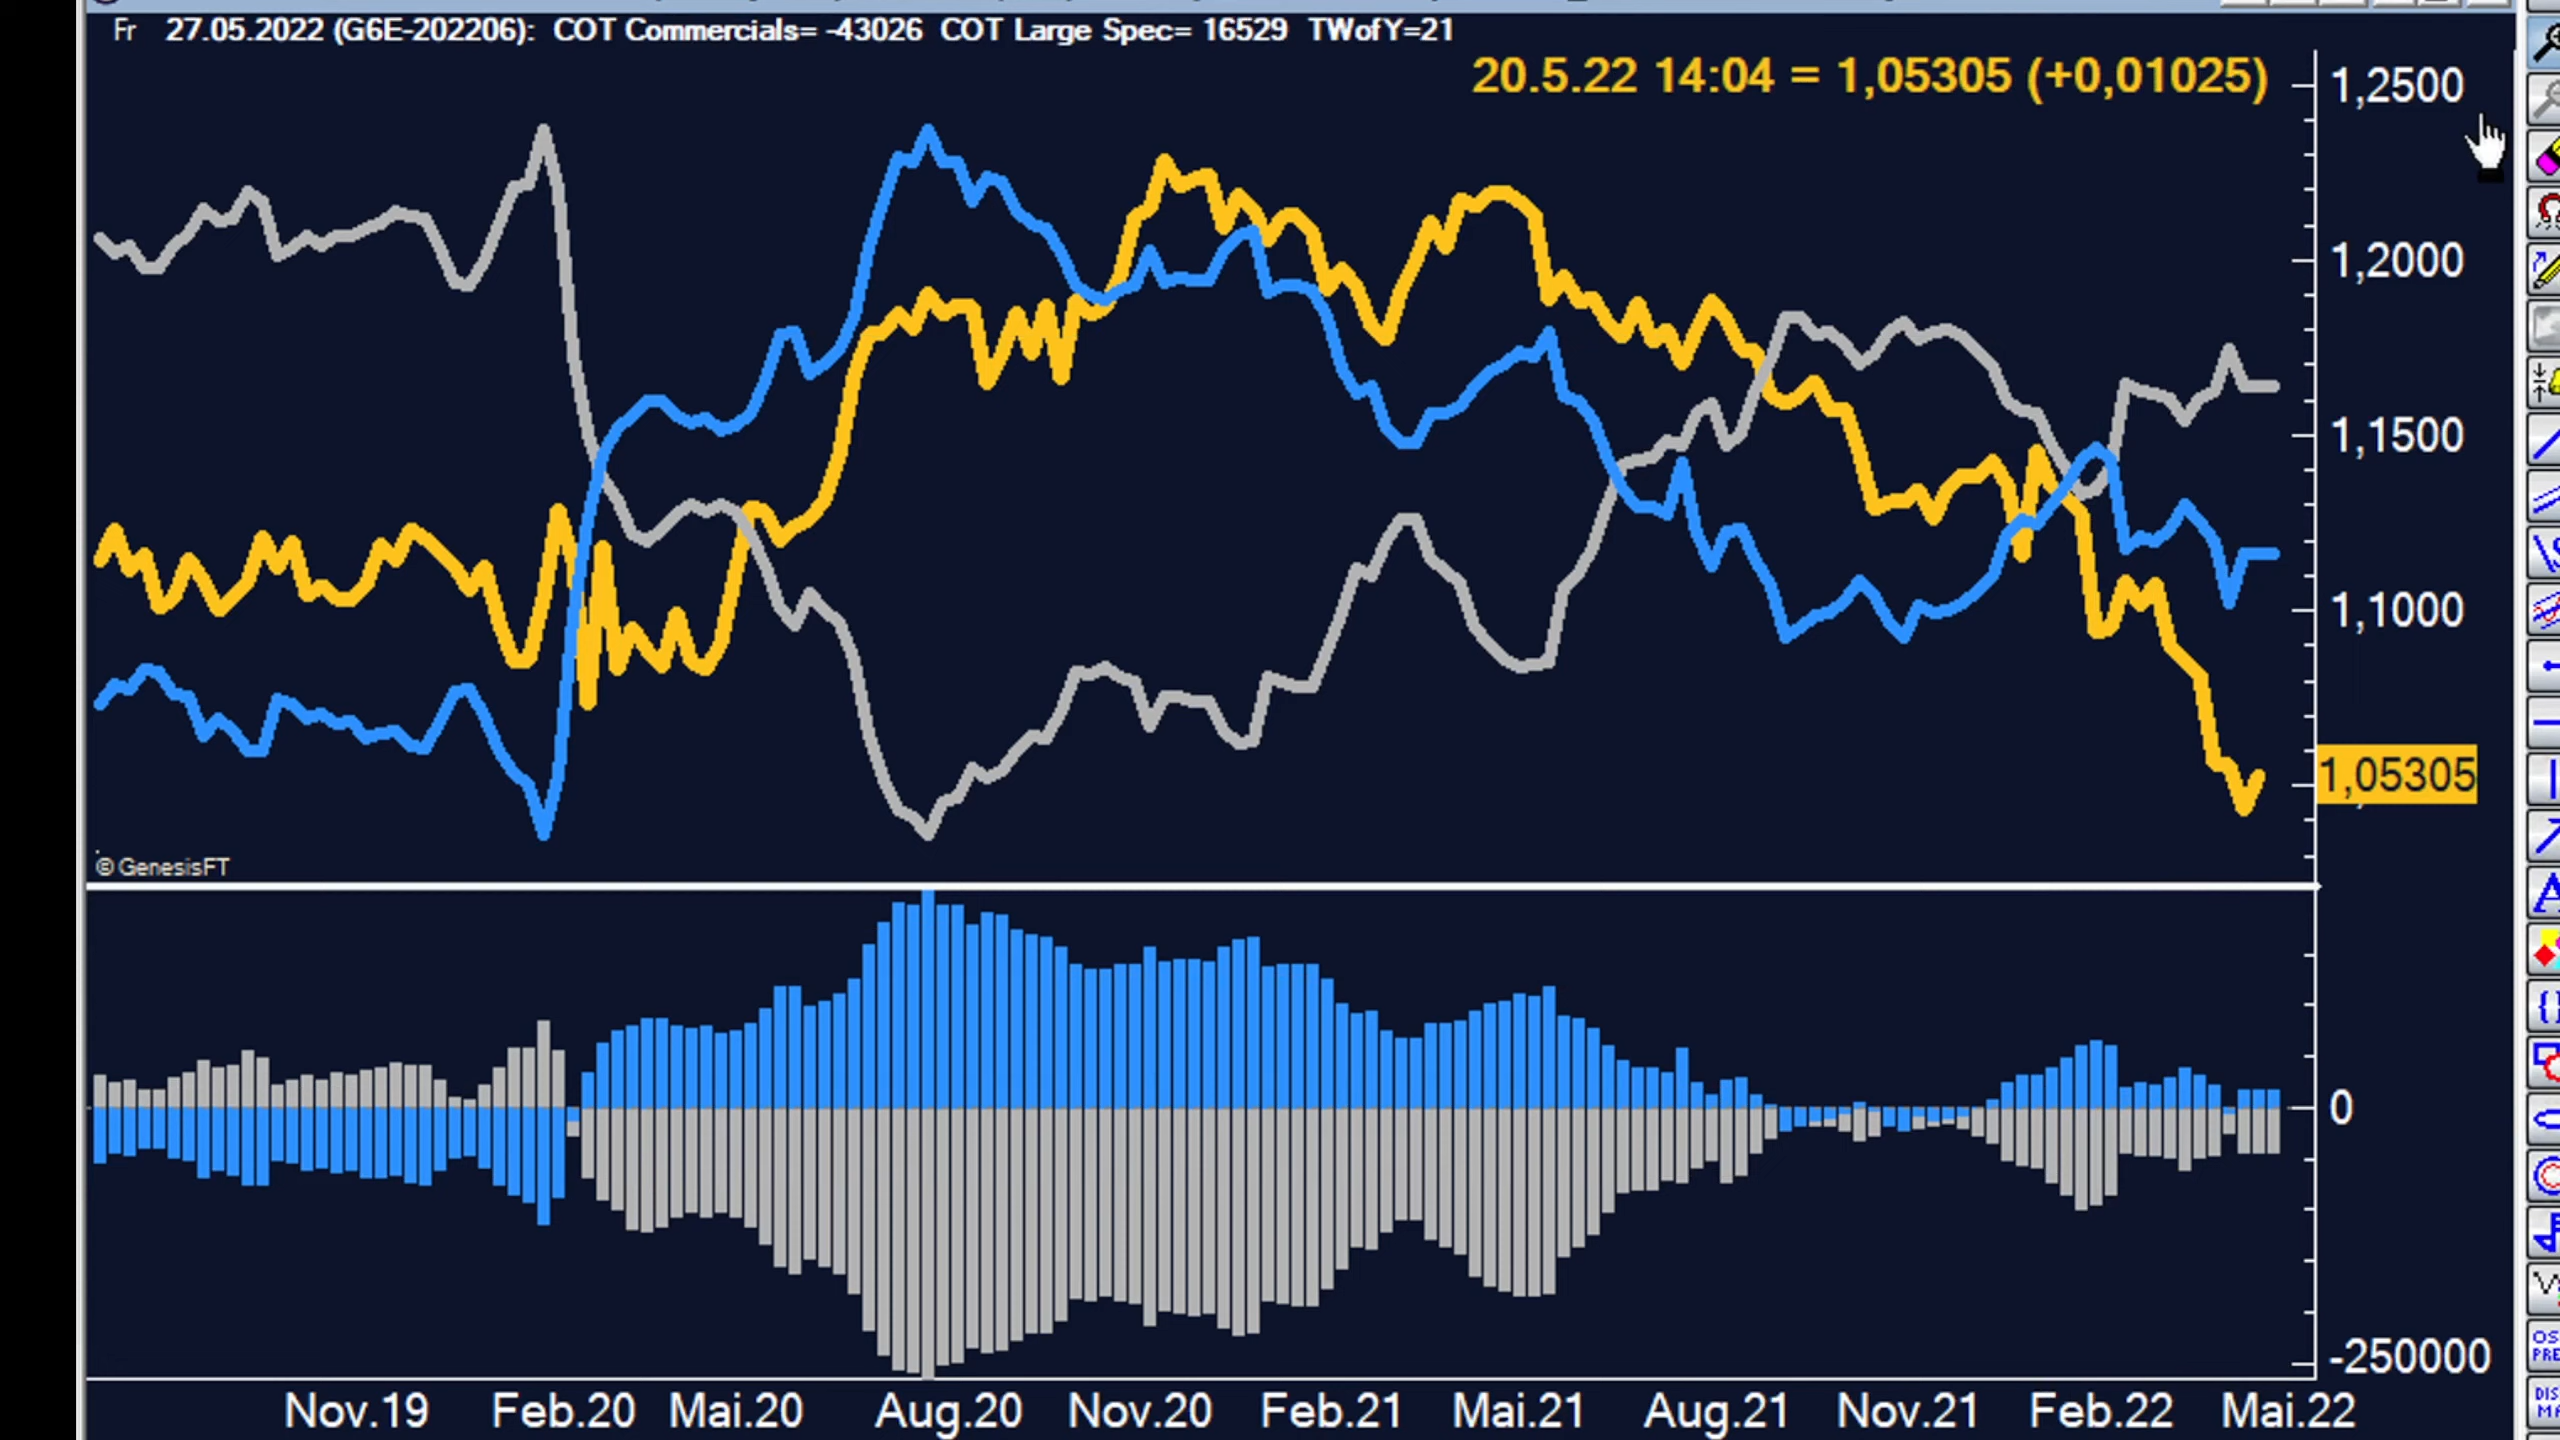 Fr 27.05.2022 (G6E-202206): COT Commercials= -43026 COT Large Spec= 16529 TWofY=21
20.5.22 14:04 = 1,05305 (+0,01025)
1,2500
1,2000
1,1500
1,1000
1,05305
© GenesisFT
0
-250000
Nov.19 Feb.20 Mai.20 Aug.20 Nov.20 Feb.21 Mai.21 Aug.21 Nov.21 Feb.22 Mai.22
A
OS
PRE
DIS